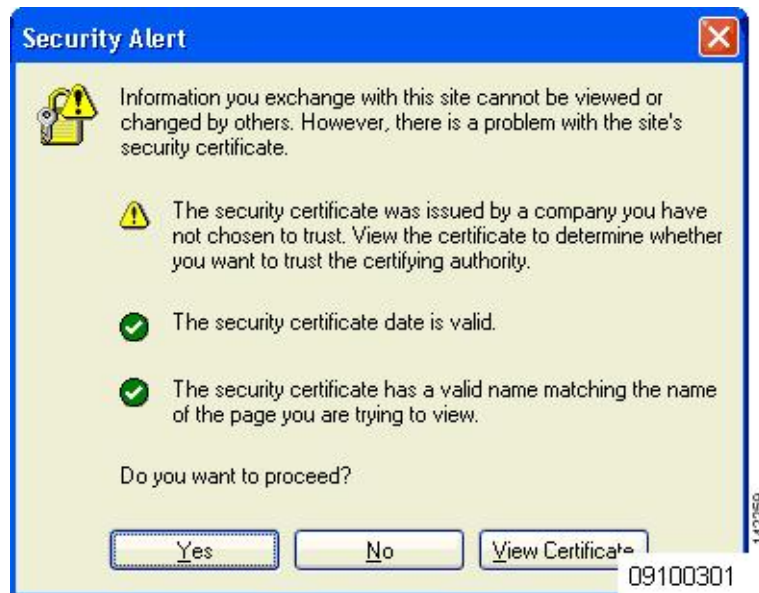 Security Alert
Information you exchange with this site cannot be viewed or
changed by others. However, there is a problem with the site's
security certificate.
The security certificate was issued by a company you have
not chosen to trust. View the certificate to determine whether
you want to trust the certifying authority.
The security certificate date is valid.
The security certificate has a valid name matching the name
of the page you are trying to view.
Do you want to proceed?
Yes
No
View Certificate
09100301